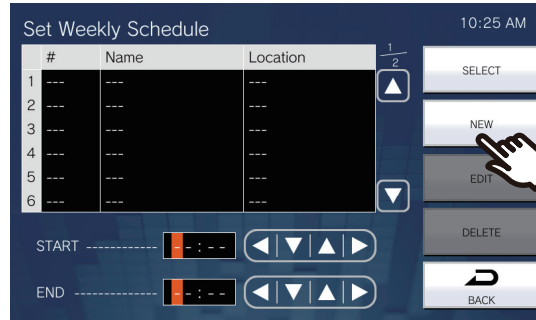 Set Weekly Schedule 10:25 AM
# Name Location 1/2
1 --- --- ---
2 --- --- ---
3 --- --- ---
4 --- --- ---
5 --- --- ---
6 --- --- ---
START ------------ --:--
END ------------ --:--
SELECT
NEW
EDIT
DELETE
BACK